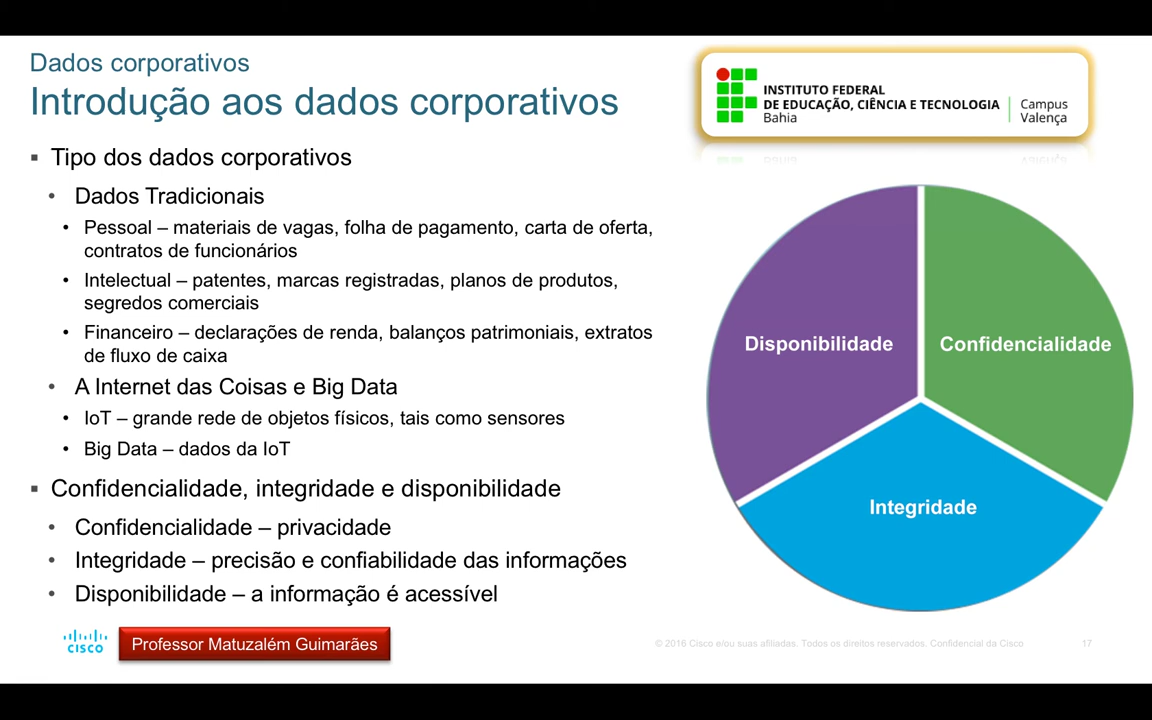 Dados corporativos
Introdução aos dados corporativos
INSTITUTO FEDERAL
DE EDUCAÇÃO, CIÊNCIA E TECNOLOGIA
Bahia
Campus
Valença
Tipo dos dados corporativos
Dados Tradicionais
Pessoal – materiais de vagas, folha de pagamento, carta de oferta,
contratos de funcionários
Intelectual – patentes, marcas registradas, planos de produtos,
segredos comerciais
Financeiro – declarações de renda, balanços patrimoniais, extratos
de fluxo de caixa
A Internet das Coisas e Big Data
IoT – grande rede de objetos físicos, tais como sensores
Big Data – dados da IoT
Confidencialidade, integridade e disponibilidade
Confidencialidade – privacidade
Integridade – precisão e confiabilidade das informações
Disponibilidade – a informação é acessível
Disponibilidade
Confidencialidade
Integridade
CISCO
Professor Matuzalém Guimarães
© 2016 Cisco e/ou suas afiliadas. Todos os direitos reservados. Confidencial da Cisco
17